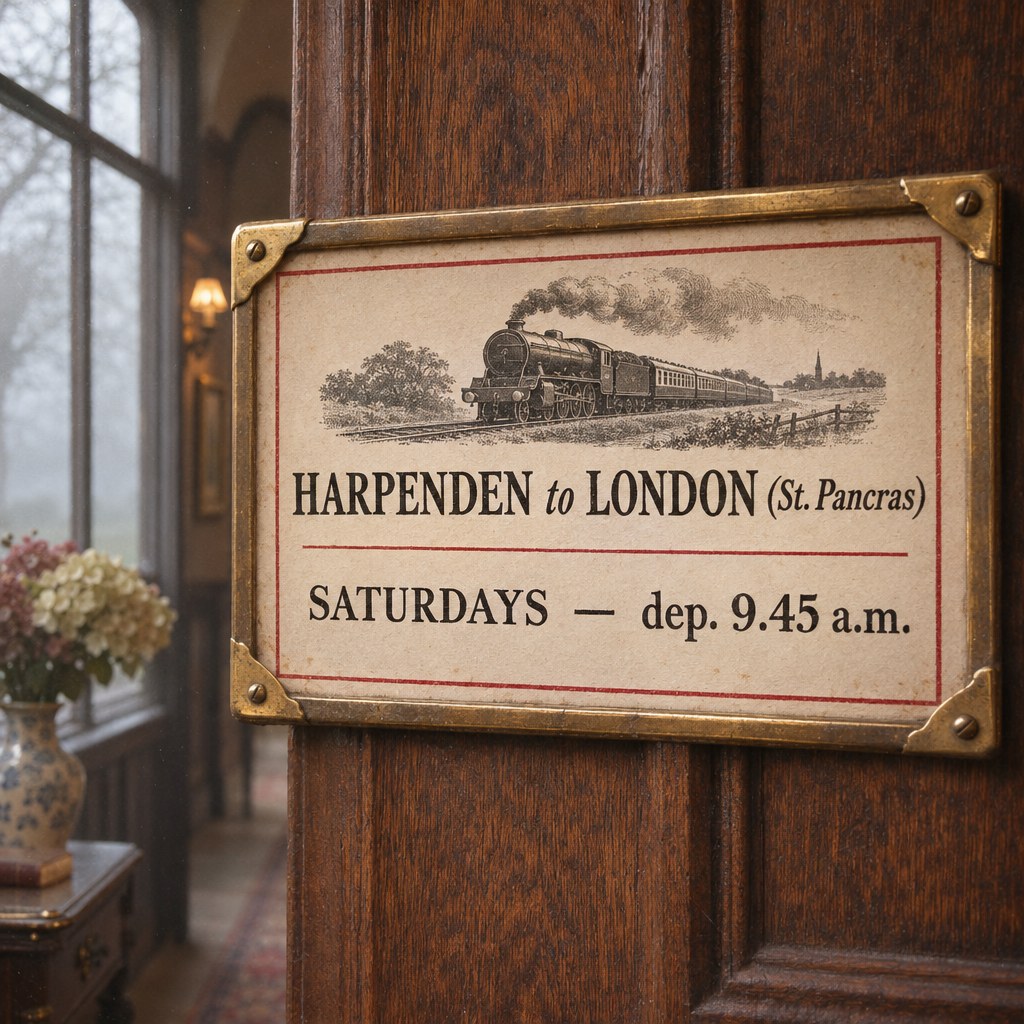 HARPENDEN to LONDON (St. Pancras)
SATURDAYS — dep. 9.45 a.m.